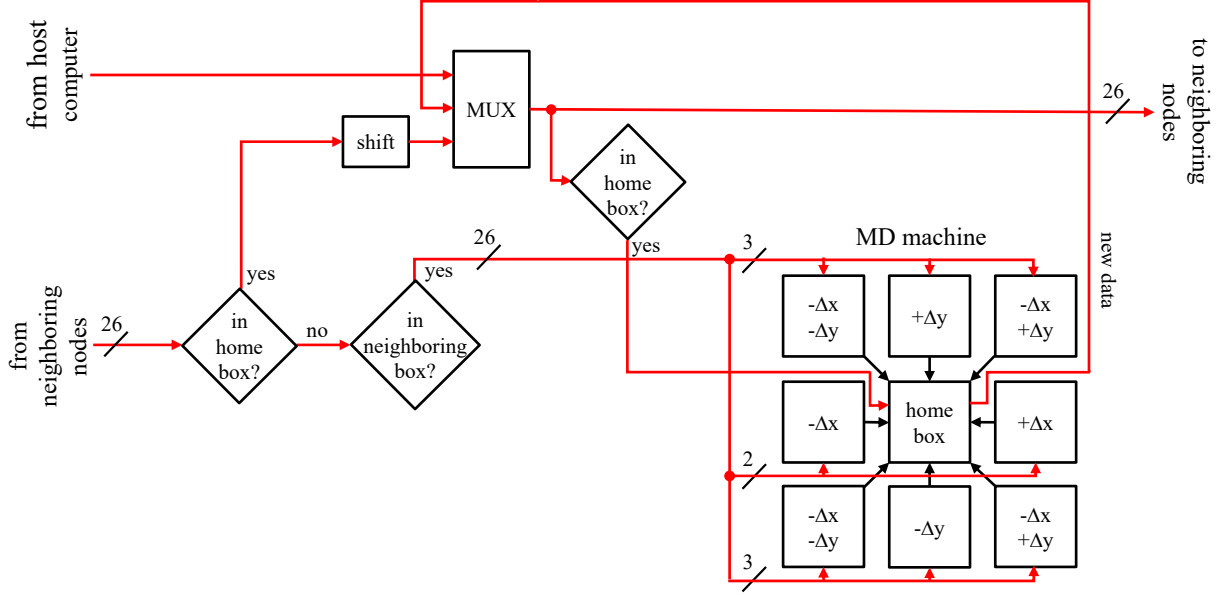 from host
computer
MUX
shift
26
to neighboring
nodes
in
home
box?
yes
yes
26
yes
3
MD machine
new data
from
neighboring
nodes
26
in
home
box?
no
in
neighboring
box?
-Δx
-Δy
+Δy
-Δx
+Δy
-Δx
home
box
+Δx
2
-Δx
-Δy
-Δy
-Δx
+Δy
3